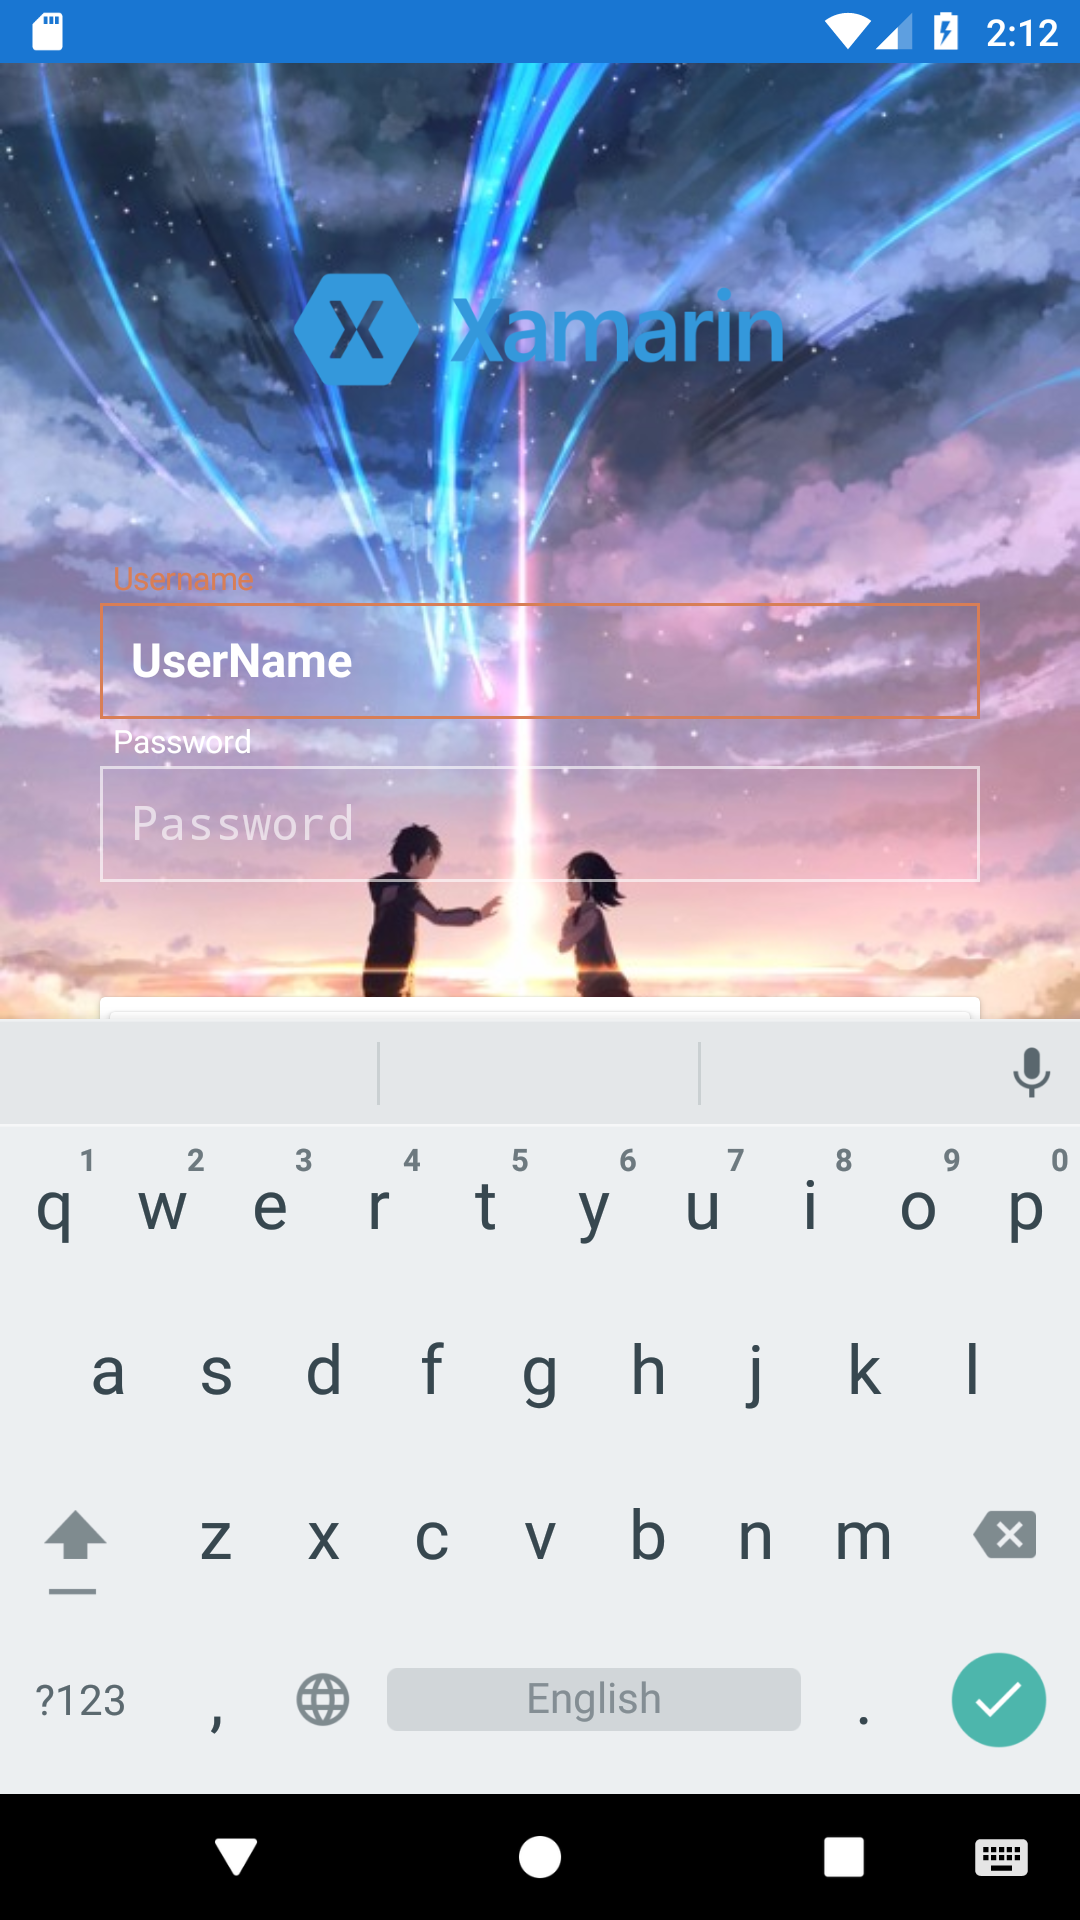 2:12
Xamarin
Username
UserName
Password
Password
1 2 3 4 5 6 7 8 9 0
q w e r t y u i o p
a s d f g h j k l
z x c v b n m
?123 , English .